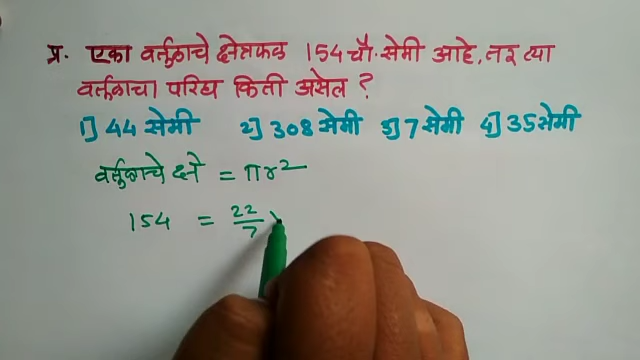 प्र. एका वर्तुळाचे क्षेत्रफळ 154 चौ. सेमी आहे, तर त्या
वर्तुळाचा परिघ किती असेल ?
1] 44 सेमी 2] 308 सेमी 3] 7 सेमी 4] 35 सेमी
वर्तुळाचे क्षे = πr²
154 = 22/7